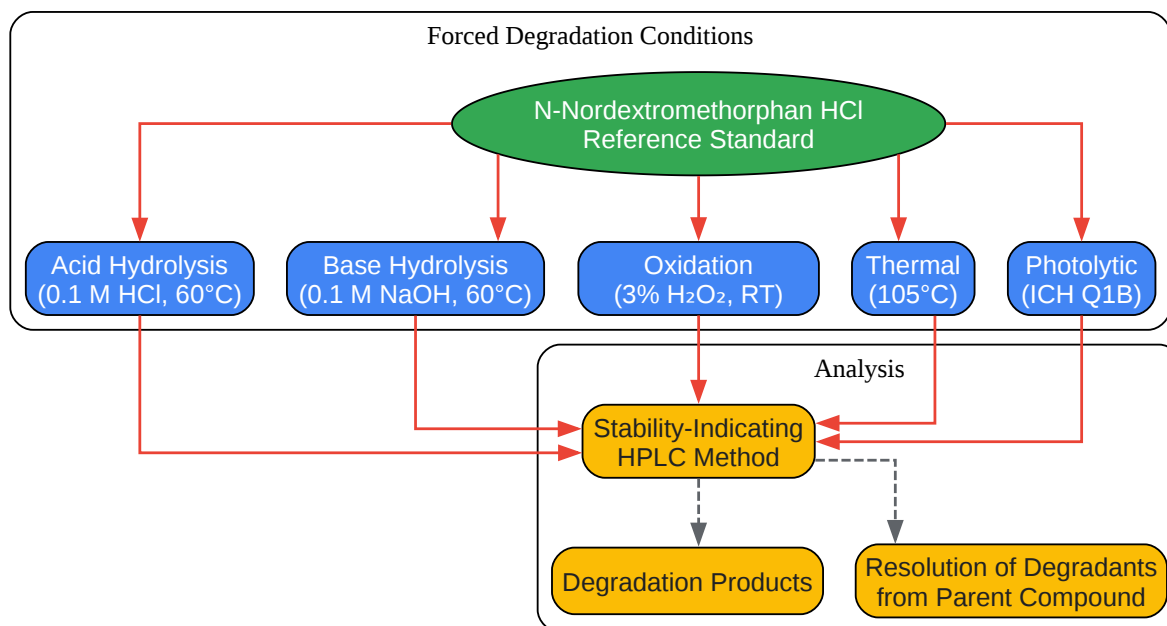 Forced Degradation Conditions
N-Nordextromethorphan HCl
Reference Standard
Acid Hydrolysis
(0.1 M HCl, 60°C)
Base Hydrolysis
(0.1 M NaOH, 60°C)
Oxidation
(3% H₂O₂, RT)
Thermal
(105°C)
Photolytic
(ICH Q1B)
Analysis
Stability-Indicating
HPLC Method
Degradation Products
Resolution of Degradants
from Parent Compound